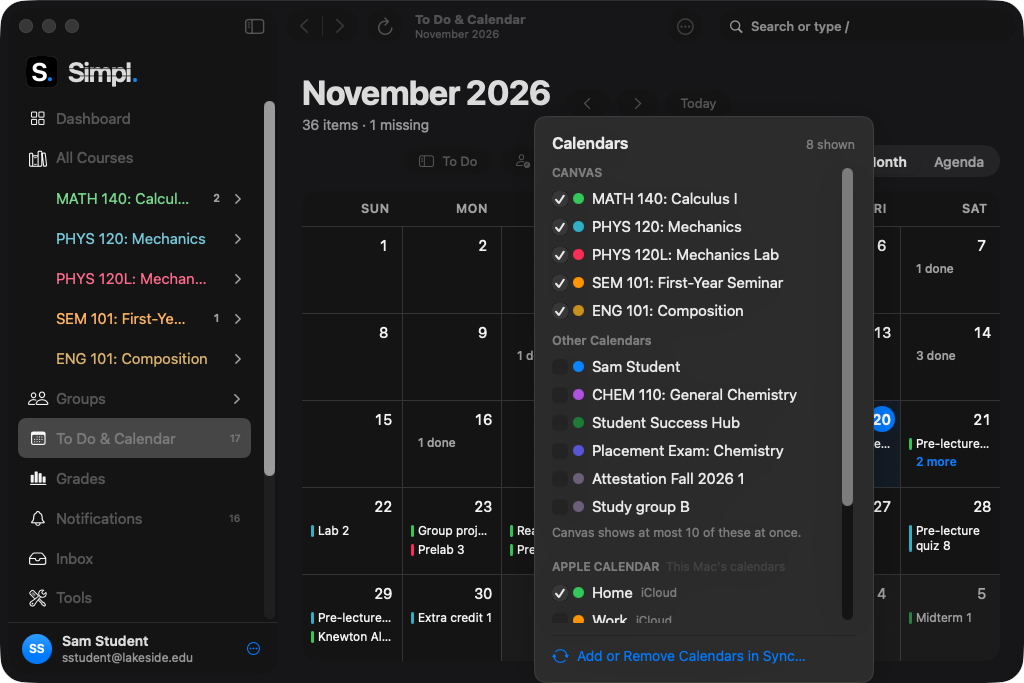 To Do & Calendar
November 2026
Search or type /
S.
Simpl.
Dashboard
All Courses
MATH 140: Calcul... 2
PHYS 120: Mechanics
PHYS 120L: Mechan...
SEM 101: First-Ye... 1
ENG 101: Composition
Groups
To Do & Calendar 17
Grades
Notifications 16
Inbox
Tools
SS
Sam Student
sstudent@lakeside.edu
November 2026
Today
36 items · 1 missing
To Do
Agenda
SUN MON SAT
1 2 6 7
1 done
8 9 13 14
3 done
15 16 20 21
1 done
Pre-lecture...
2 more
22 23 27 28
Lab 2
Group proj...
Prelab 3
Pre-lecture
quiz 8
29 30 4 5
Pre-lecture...
Knewton Al...
Extra credit 1
Midterm 1
Calendars 8 shown
CANVAS
MATH 140: Calculus I
PHYS 120: Mechanics
PHYS 120L: Mechanics Lab
SEM 101: First-Year Seminar
ENG 101: Composition
Other Calendars
Sam Student
CHEM 110: General Chemistry
Student Success Hub
Placement Exam: Chemistry
Attestation Fall 2026 1
Study group B
Canvas shows at most 10 of these at once.
APPLE CALENDAR This Mac's calendars
Home iCloud
Work iCloud
Add or Remove Calendars in Sync...